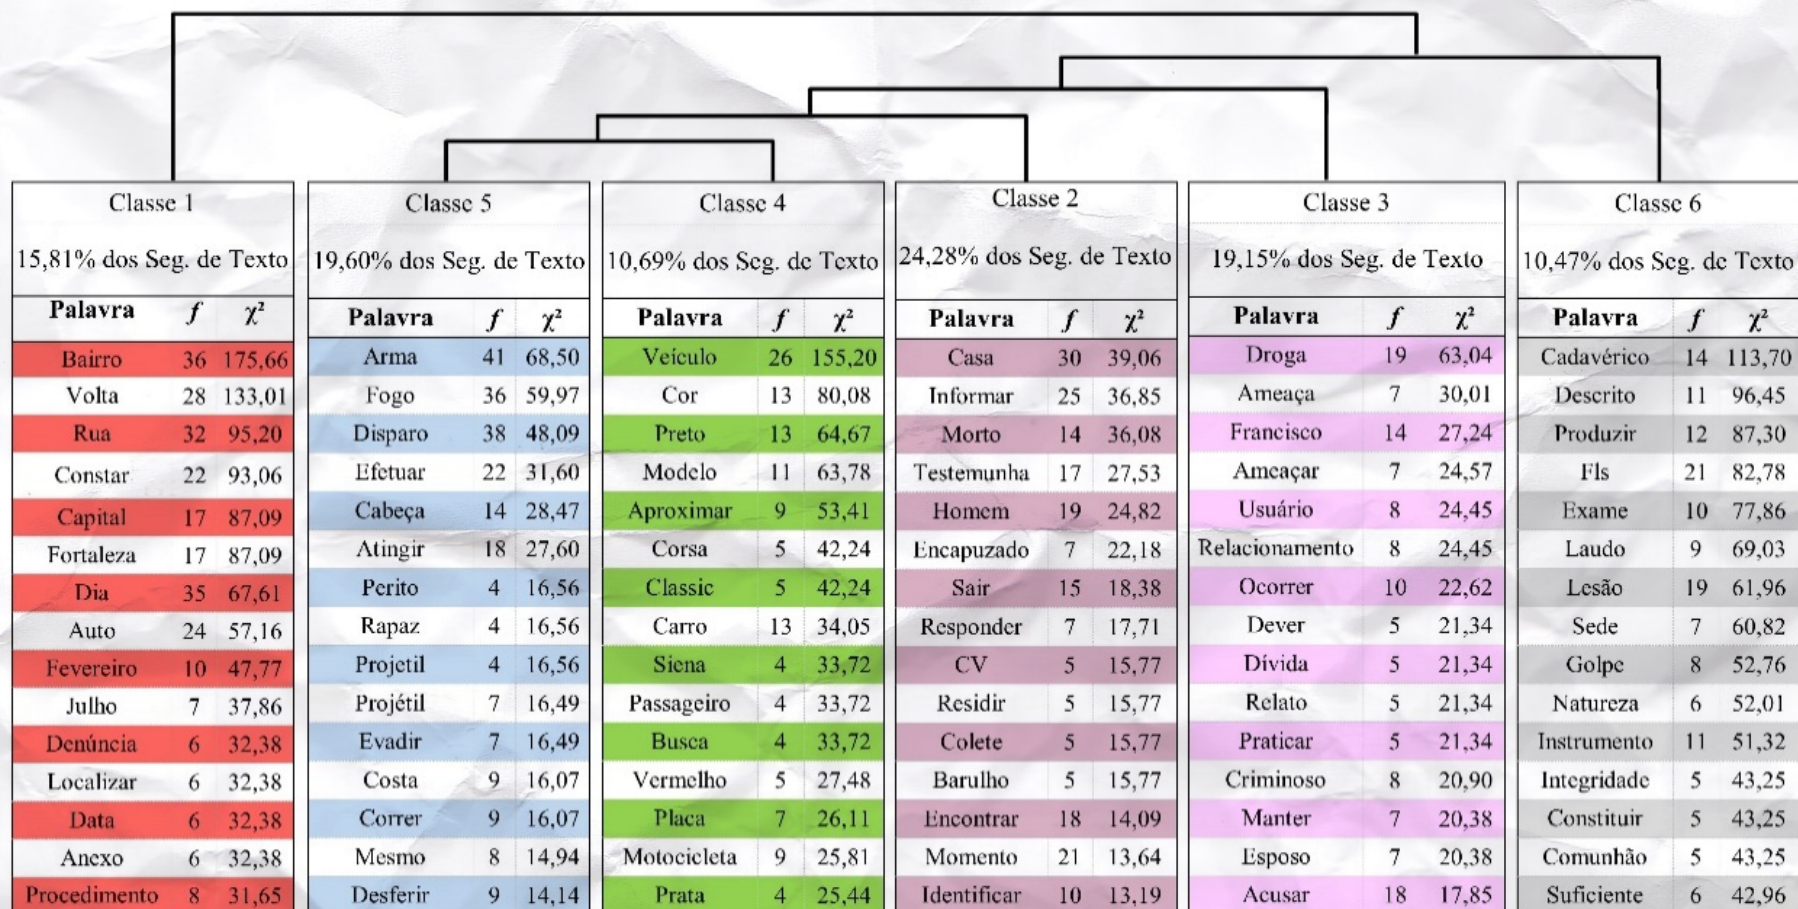 Classe 1 Classe 5 Classe 4 Classe 2 Classe 3 Classe 6
15,81% dos Seg. de Texto 19,60% dos Seg. de Texto 10,69% dos Seg. de Texto 24,28% dos Seg. de Texto 19,15% dos Seg. de Texto 10,47% dos Seg. de Texto
Palavra f χ² Palavra f χ² Palavra f χ² Palavra f χ² Palavra f χ² Palavra f χ²
Bairro 36 175,66 Arma 41 68,50 Veículo 26 155,20 Casa 30 39,06 Droga 19 63,04 Cadavérico 14 113,70
Volta 28 133,01 Fogo 36 59,97 Cor 13 80,08 Informar 25 36,85 Ameaça 7 30,01 Descrito 11 96,45
Rua 32 95,20 Disparo 38 48,09 Preto 13 64,67 Morto 14 36,08 Francisco 14 27,24 Produzir 12 87,30
Constar 22 93,06 Efetuar 22 31,60 Modelo 11 63,78 Testemunha 17 27,53 Ameaçar 7 24,57 Fls 21 82,78
Capital 17 87,09 Cabeça 14 28,47 Aproximar 9 53,41 Homem 19 24,82 Usuário 8 24,45 Exame 10 77,86
Fortaleza 17 87,09 Atingir 18 27,60 Corsa 5 42,24 Encapuzado 7 22,18 Relacionamento 8 24,45 Laudo 9 69,03
Dia 35 67,61 Perito 4 16,56 Classic 5 42,24 Sair 15 18,38 Ocorrer 10 22,62 Lesão 19 61,96
Auto 24 57,16 Rapaz 4 16,56 Carro 13 34,05 Responder 7 17,71 Dever 5 21,34 Sede 7 60,82
Fevereiro 10 47,77 Projetil 4 16,56 Siena 4 33,72 CV 5 15,77 Dívida 5 21,34 Golpe 8 52,76
Julho 7 37,86 Projétil 7 16,49 Passageiro 4 33,72 Residir 5 15,77 Relato 5 21,34 Natureza 6 52,01
Denúncia 6 32,38 Evadir 7 16,49 Busca 4 33,72 Colete 5 15,77 Praticar 5 21,34 Instrumento 11 51,32
Localizar 6 32,38 Costa 9 16,07 Vermelho 5 27,48 Barulho 5 15,77 Criminoso 8 20,90 Integridade 5 43,25
Data 6 32,38 Correr 9 16,07 Placa 7 26,11 Encontrar 18 14,09 Manter 7 20,38 Constituir 5 43,25
Anexo 6 32,38 Mesmo 8 14,94 Motocicleta 9 25,81 Momento 21 13,64 Esposo 7 20,38 Comunhão 5 43,25
Procedimento 8 31,65 Desferir 9 14,14 Prata 4 25,44 Identificar 10 13,19 Acusar 18 17,85 Suficiente 6 42,96